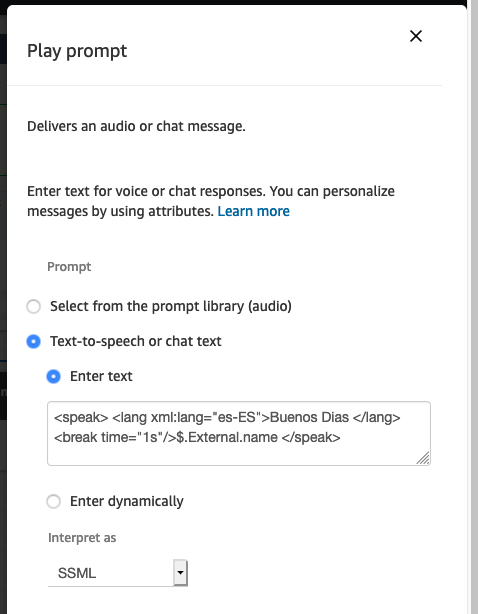 Play prompt
Delivers an audio or chat message.
Enter text for voice or chat responses. You can personalize
messages by using attributes. Learn more
Prompt
Select from the prompt library (audio)
Text-to-speech or chat text
Enter text
<speak> <lang xml:lang="es-ES">Buenos Dias </lang>
<break time="1s"/>$.External.name </speak>
Enter dynamically
Interpret as
SSML